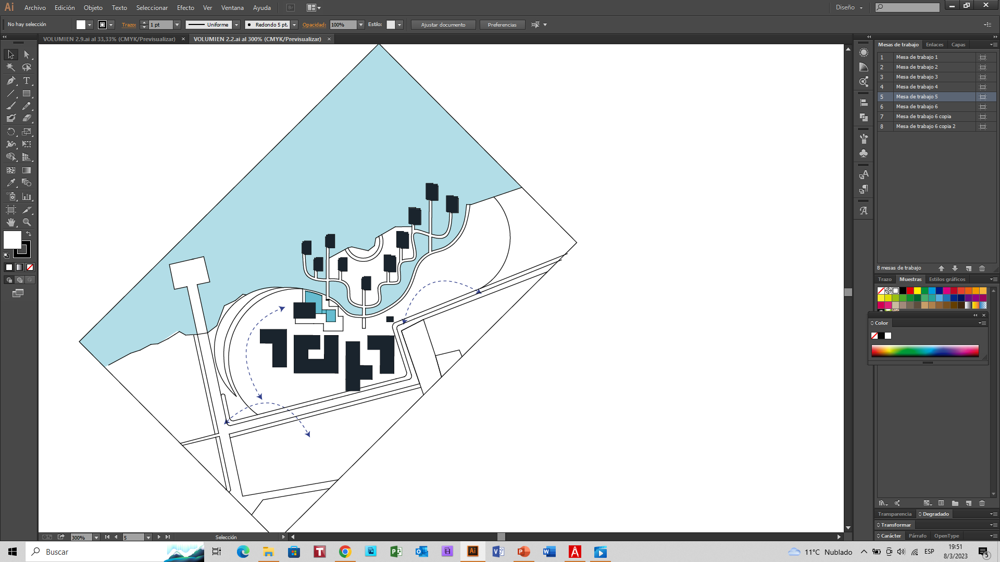 Ai Archivo Edición Objeto Texto Seleccionar Efecto Ver Ventana Ayuda Br Diseño
No hay selección Trazo: 1 pt Uniforme Redondo 5 pt. Opacidad: 100% Estilo: Ajustar documento Preferencias
VOLUMIEN 2.9.ai al 33,33% (CMYK/Previsualizar) × VOLUMIEN 2.2.ai al 300% (CMYK/Previsualizar) ×
Mesas de trabajo Enlaces Capas
1 Mesa de trabajo 1
2 Mesa de trabajo 2
3 Mesa de trabajo 3
4 Mesa de trabajo 4
5 Mesa de trabajo 5
6 Mesa de trabajo 6
7 Mesa de trabajo 6 copia
8 Mesa de trabajo 6 copia 2
8 mesas de trabajo
Trazo Muestras Estilos gráficos
Color
Transparencia Degradado
Transformar
Carácter Párrafo OpenType
300% 5 Selección
Buscar
11°C Nublado ESP
19:51
8/3/2023
5